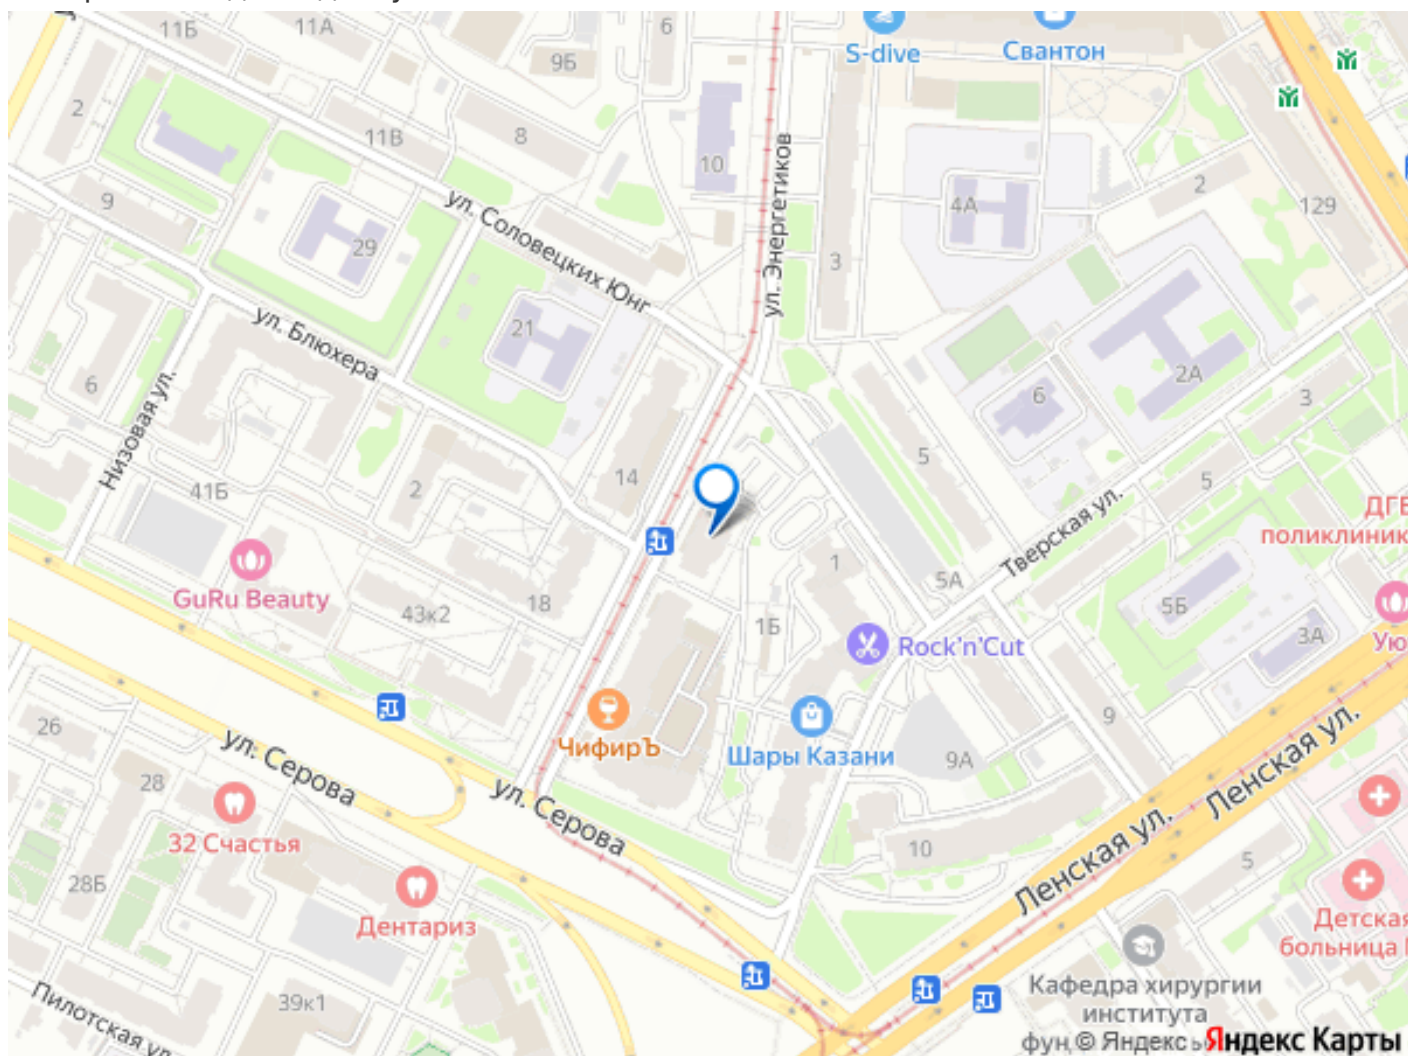 11Б
11А
6
9Б
S-dive
Свантон
2
11В
8
10
ул. Энергетиков
4А
2
129
9
29
ул. Соловецких Юнг
3
21
ул. Блюхера
6
Низовая ул.
2А
6
3
5
14
2
41Б
5
Тверская ул.
ДГБ
поликлиник
GuRu Beauty
43к2
18
1
5А
1Б
5Б
3А
Rock'n'Cut
Ую
26
ул. Серова
ЧифирЪ
Шары Казани
9
9А
Ленская ул.
28
ул. Серова
32 Счастья
28Б
10
Ленская ул.
5
Дентариз
Детская
больница
39к1
Пилотская ул.
Кафедра хирургии
института
фун
© Яндекс
Яндекс Карты